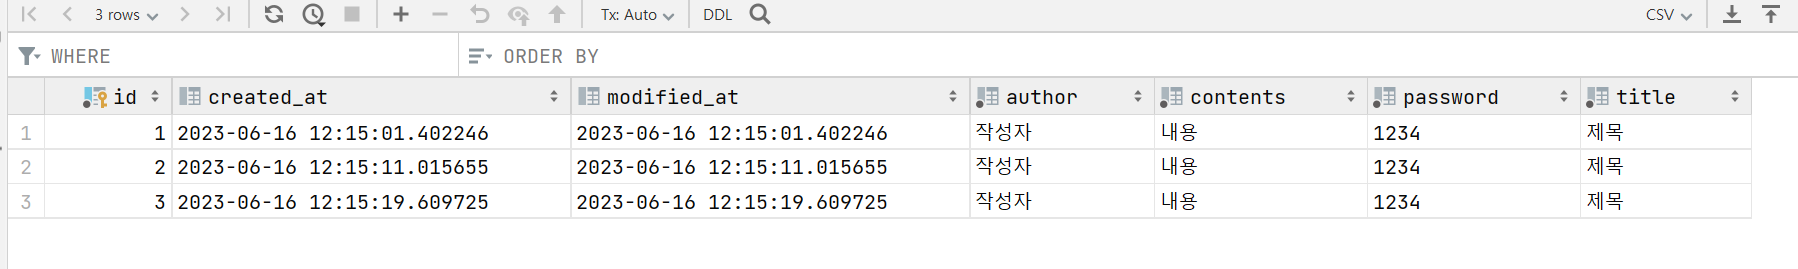 3 rows Tx: Auto DDL CSV
WHERE ORDER BY
id created_at modified_at author contents password title
1 1 2023-06-16 12:15:01.402246 2023-06-16 12:15:01.402246 작성자 내용 1234 제목
2 2 2023-06-16 12:15:11.015655 2023-06-16 12:15:11.015655 작성자 내용 1234 제목
3 3 2023-06-16 12:15:19.609725 2023-06-16 12:15:19.609725 작성자 내용 1234 제목